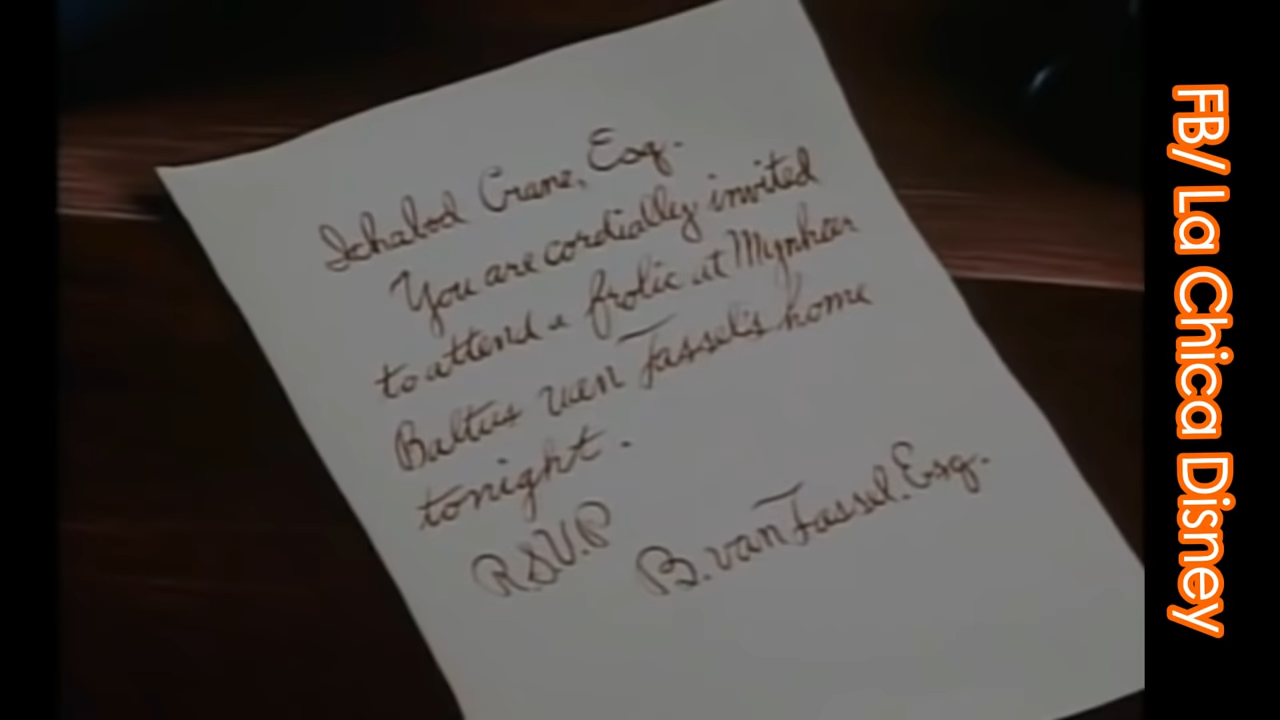 Ichabod Crane, Esq.
You are cordially invited
to attend a frolic at Mynheer
Baltus van Tassel's home
tonight.
R.S.V.P
B. van Tassel, Esq.
FB/ La Chica Disney